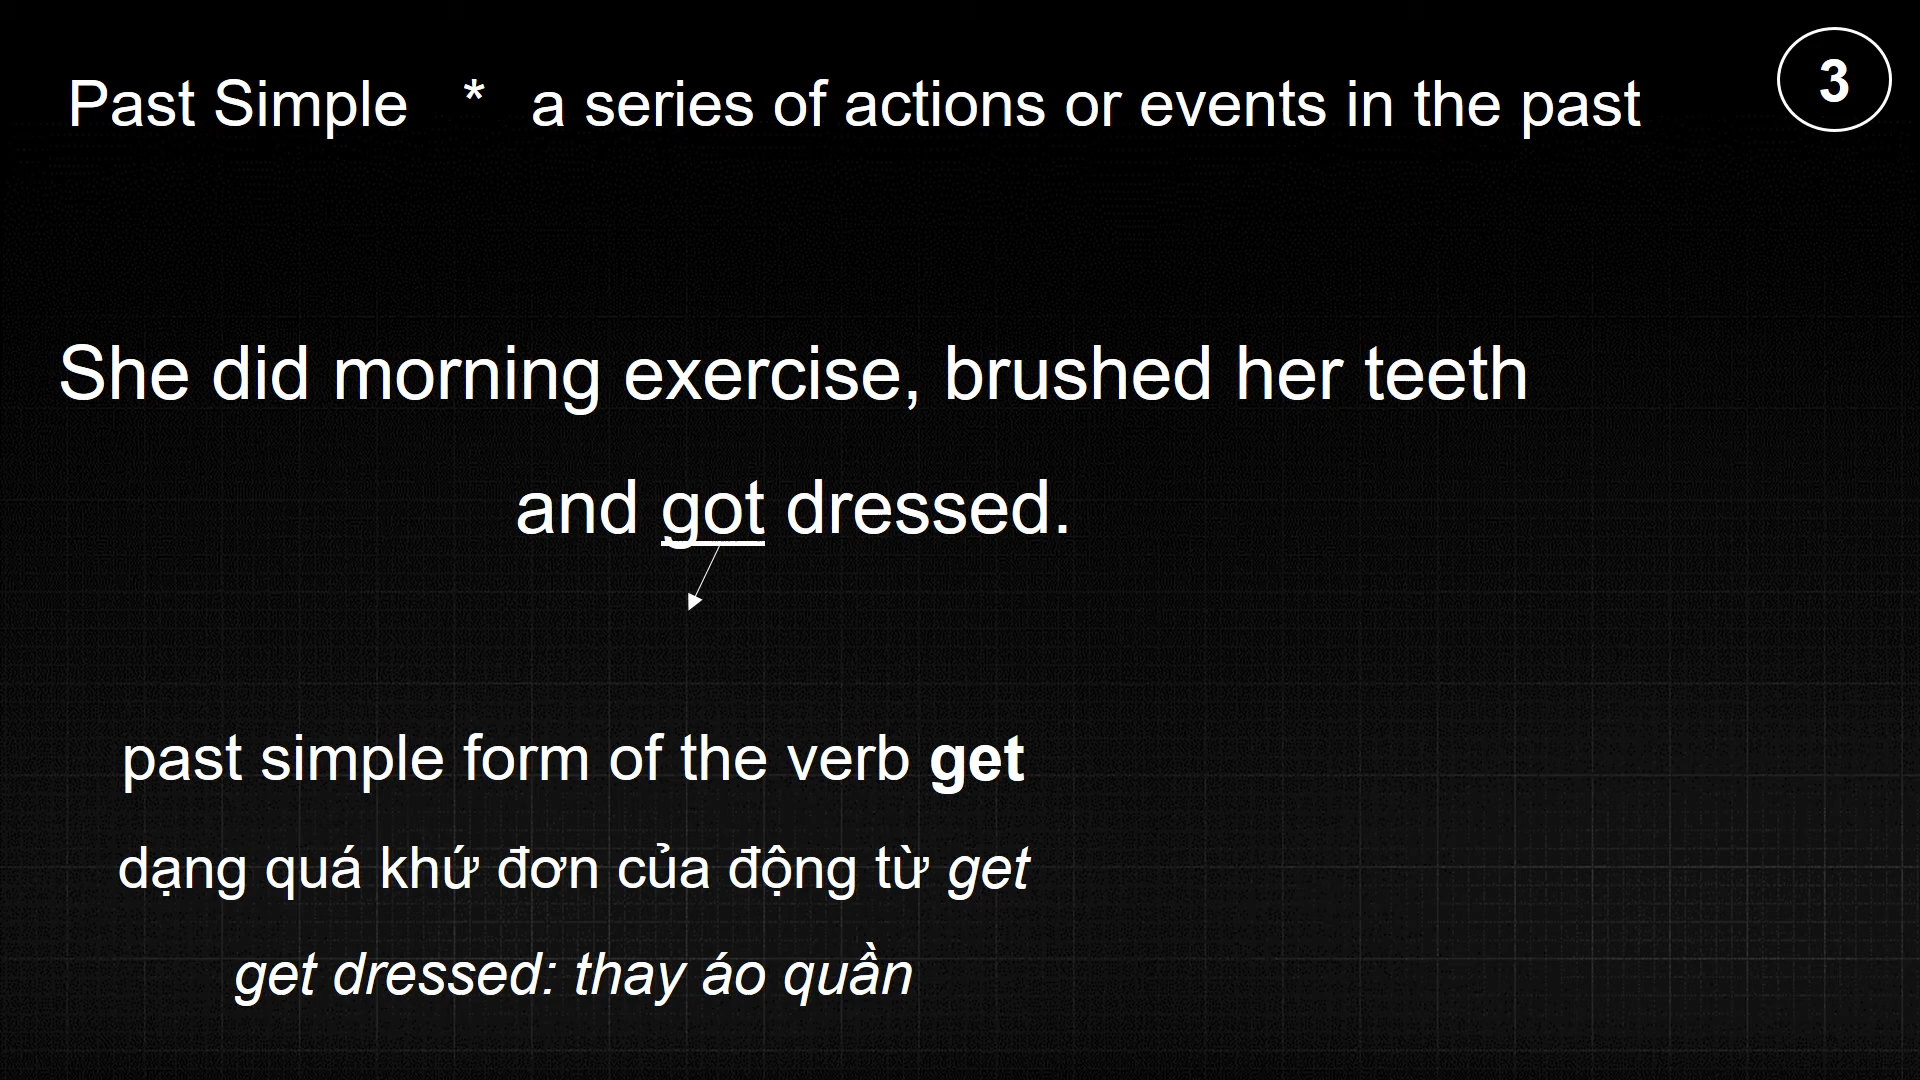 Past Simple * a series of actions or events in the past
3
She did morning exercise, brushed her teeth
and got dressed.
past simple form of the verb get
dạng quá khứ đơn của động từ get
get dressed: thay áo quần